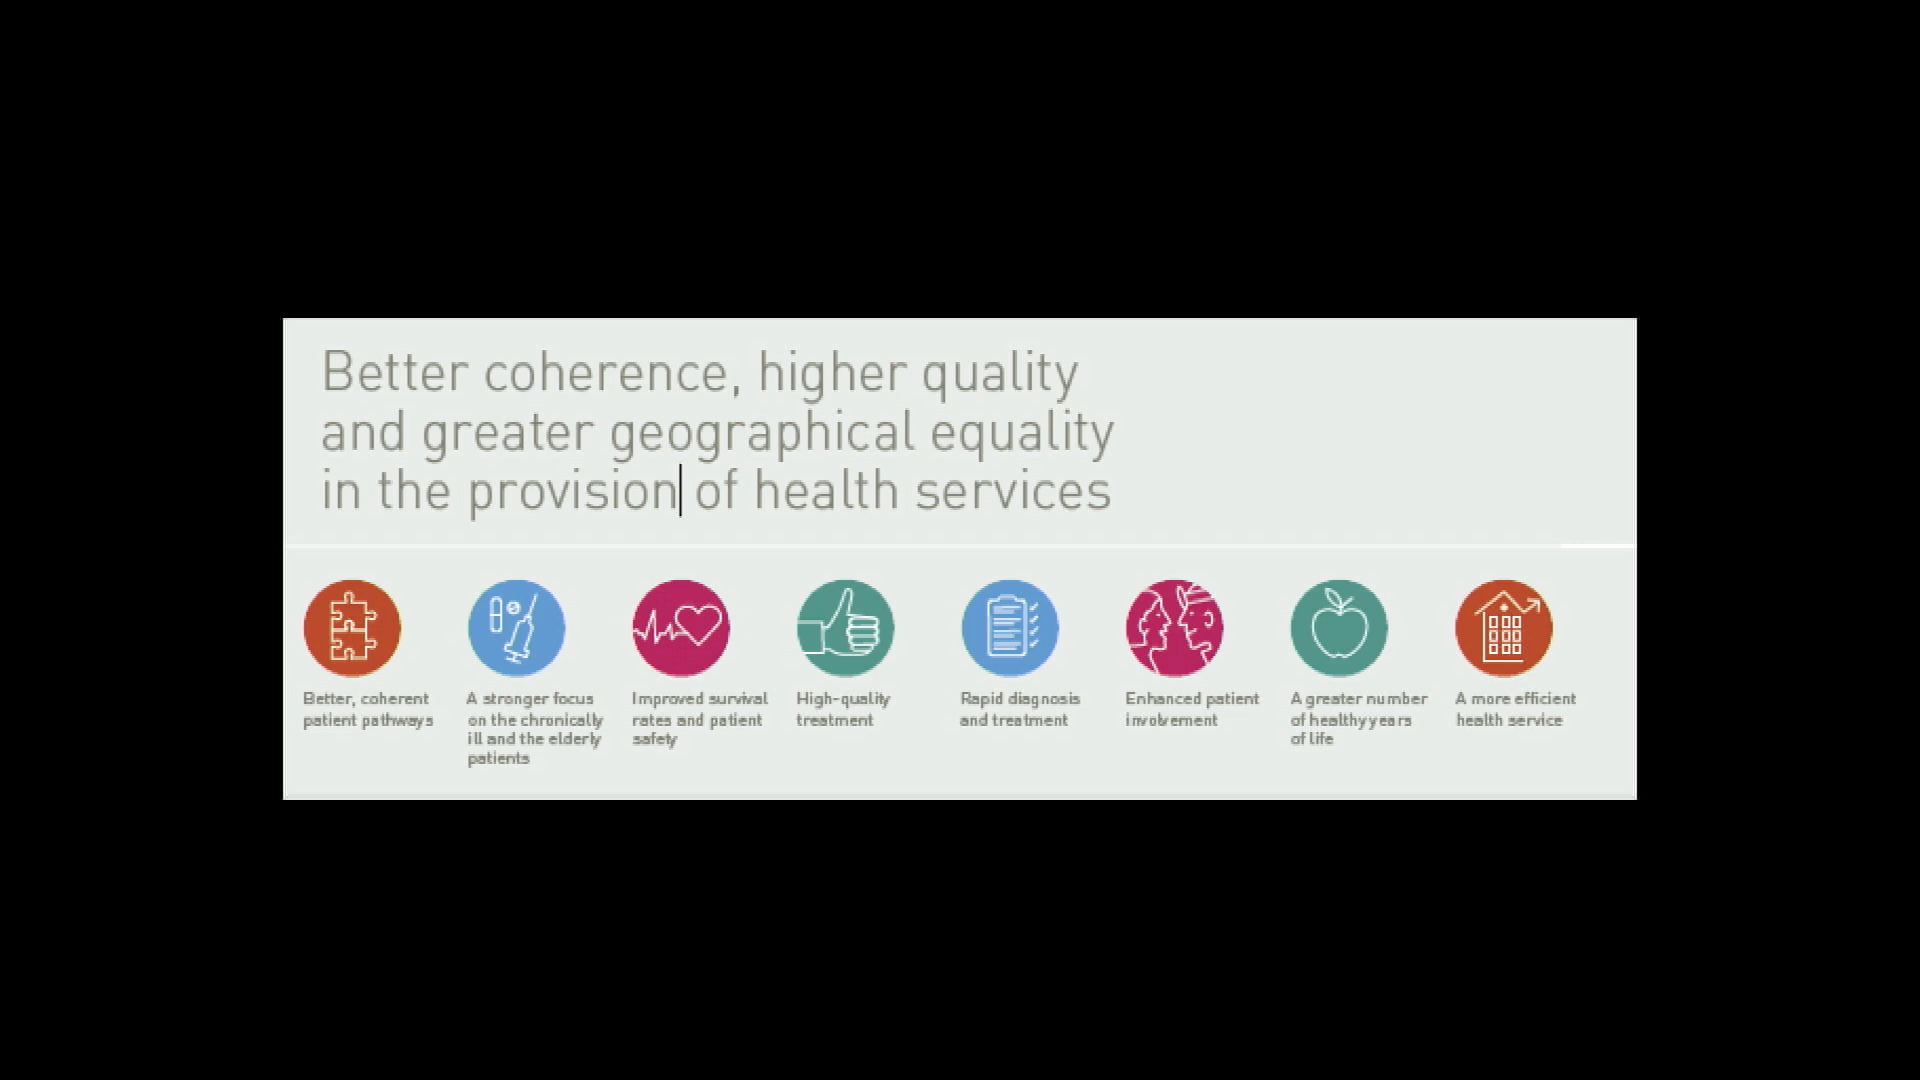 Better coherence, higher quality
and greater geographical equality
in the provision of health services
Better, coherent
patient pathways
A stronger focus
on the chronically
ill and the elderly
patients
Improved survival
rates and patient
safety
High-quality
treatment
Rapid diagnosis
and treatment
Enhanced patient
involvement
A greater number
of healthy years
of life
A more efficient
health service